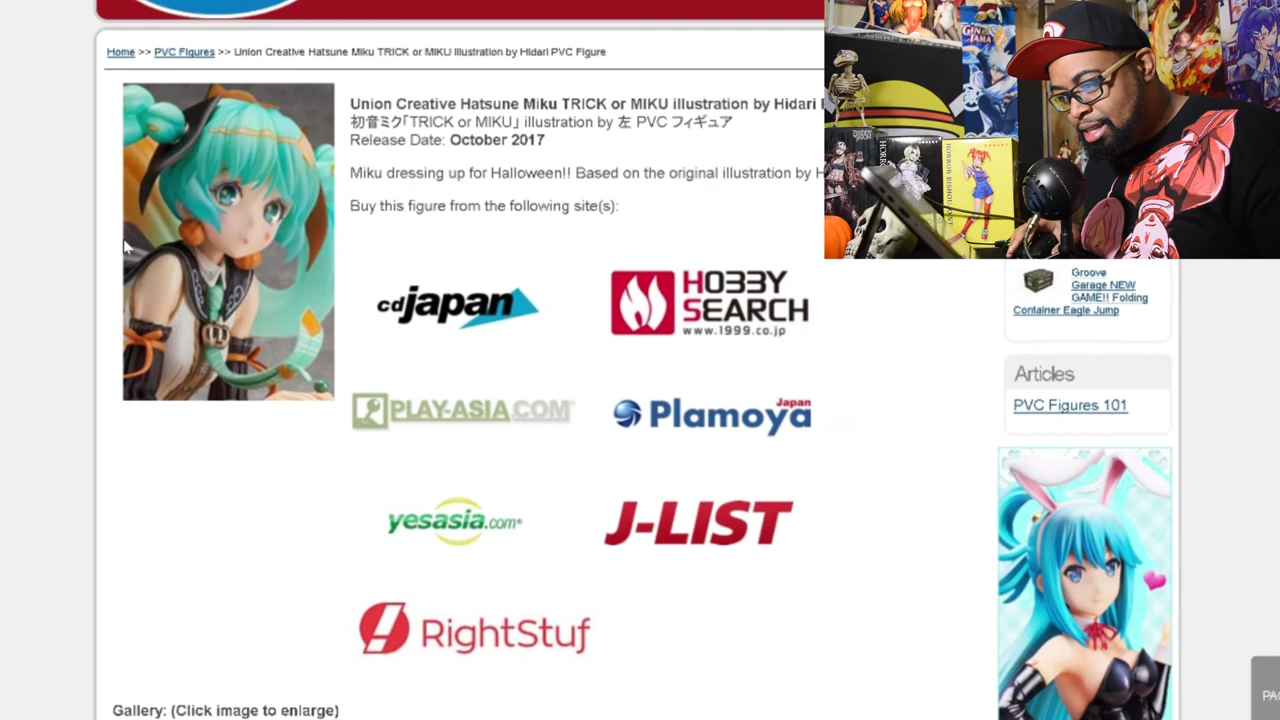 Home >> PVC Figures >> Union Creative Hatsune Miku TRICK or MIKU Illustration by Hidari PVC Figure
Union Creative Hatsune Miku TRICK or MIKU illustration by Hidari
初音ミク「TRICK or MIKU」 illustration by 左 PVC フィギュア
Release Date: October 2017
Miku dressing up for Halloween!! Based on the original illustration by H
Buy this figure from the following site(s):
cdjapan
HOBBY
SEARCH
www.1999.co.jp
PLAY-ASIA.COM
Plamoya
Japan
yesasia.com®
J-LIST
RightStuf
Gallery: (Click image to enlarge)
GIN
TAMA
Groove
Garage NEW
GAME!! Folding
Container Eagle Jump
Articles
PVC Figures 101